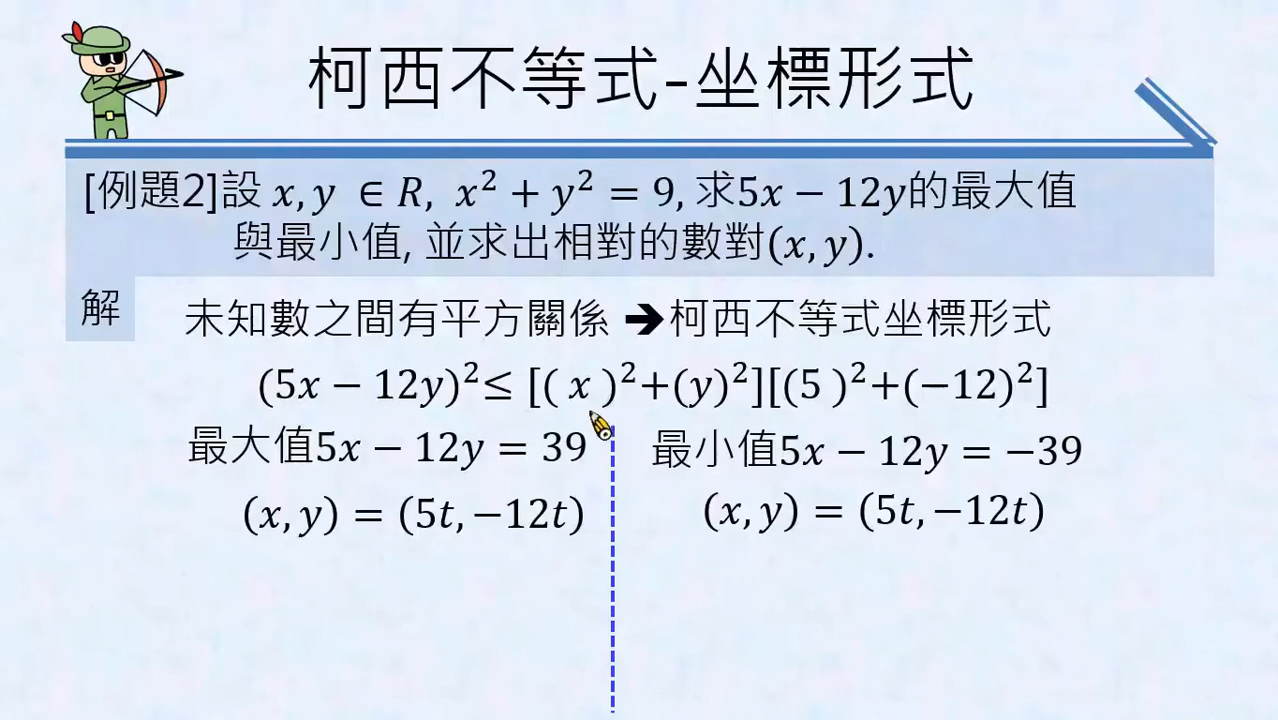 柯西不等式-坐標形式
[例題2]設 x, y ∈ R, x² + y² = 9, 求5x − 12y的最大值
與最小值, 並求出相對的數對(x, y).
解
未知數之間有平方關係 ➔柯西不等式坐標形式
(5x − 12y)²≤ [( x )²+(y)²][(5 )²+(−12)²]
最大值5x − 12y = 39
(x, y) = (5t, −12t)
最小值5x − 12y = −39
(x, y) = (5t, −12t)